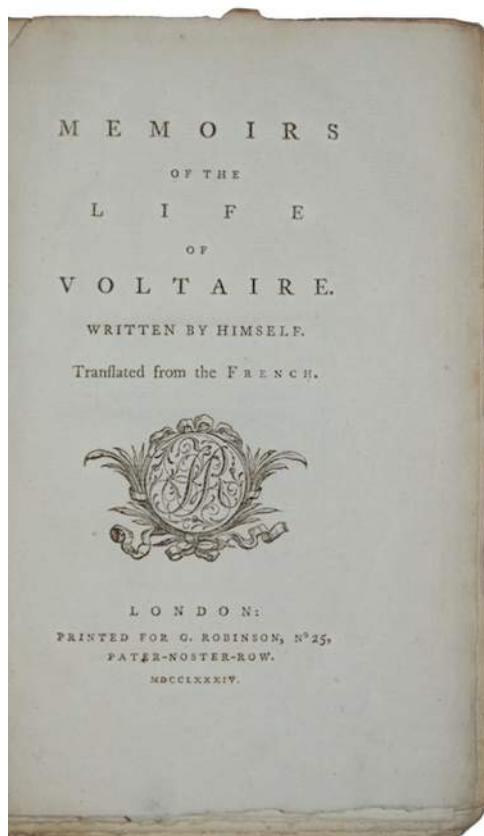 MEMOIRS
OF THE
LIFE
OF
VOLTAIRE.
WRITTEN BY HIMSELF.
Tranſlated from the FRENCH.
LONDON:
PRINTED FOR G. ROBINSON, Nº 25,
PATER-NOSTER-ROW.
MDCCLXXXIV.